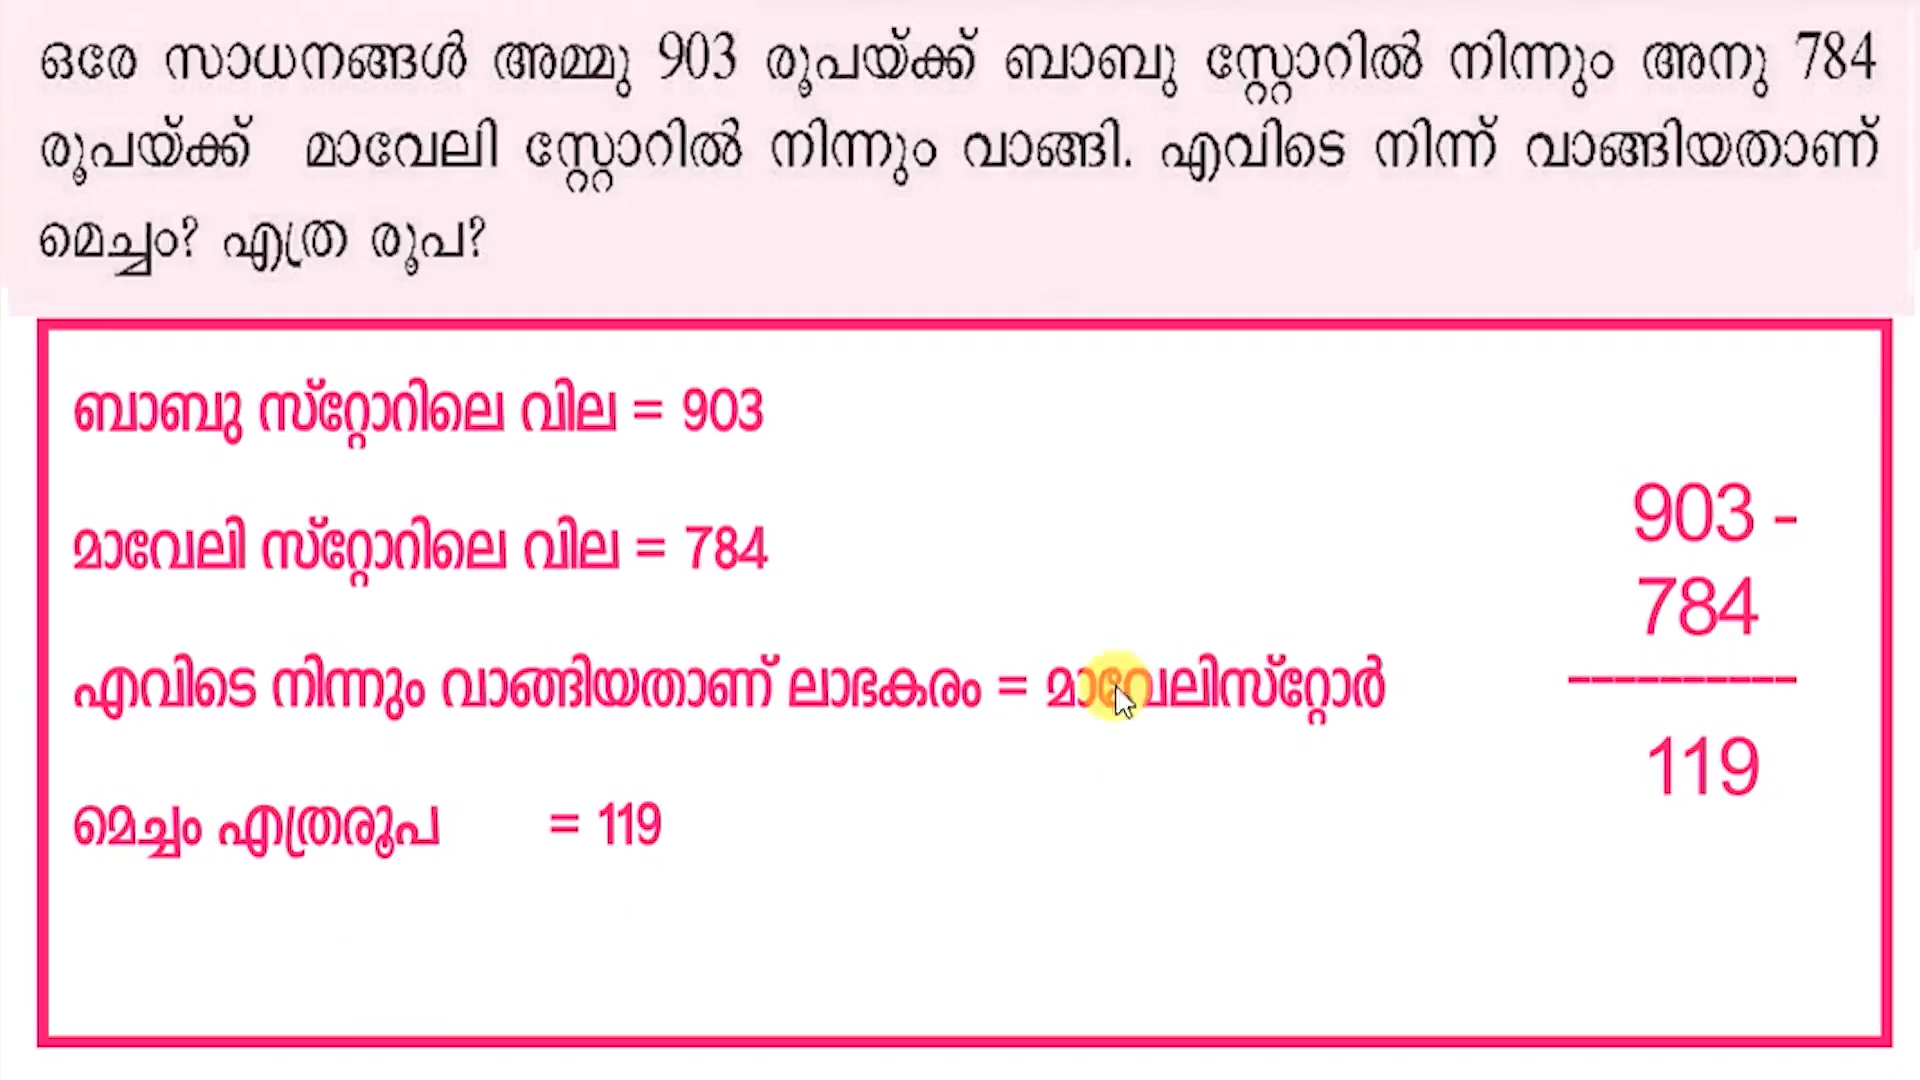 ഒരേ സാധനങ്ങൾ അമ്മു 903 രൂപയ്ക്ക് ബാബു സ്റ്റോറിൽ നിന്നും അനു 784
രൂപയ്ക്ക് മാവേലി സ്റ്റോറിൽ നിന്നും വാങ്ങി. എവിടെ നിന്ന് വാങ്ങിയതാണ്
മെച്ചം? എത്ര രൂപ?
ബാബു സ്റ്റോറിലെ വില = 903
മാവേലി സ്റ്റോറിലെ വില = 784
എവിടെ നിന്നും വാങ്ങിയതാണ് ലാഭകരം = മാവേലിസ്റ്റോർ
മെച്ചം എത്രരൂപ = 119
903 -
784
----------
119